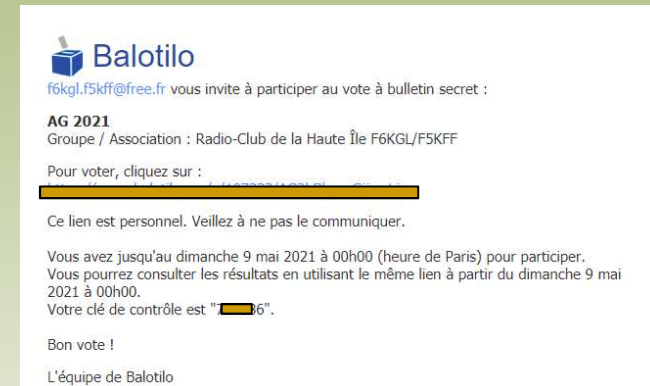 Balotilo
f6kgl.f5kff@free.fr vous invite à participer au vote à bulletin secret :
AG 2021
Groupe / Association : Radio-Club de la Haute Île F6KGL/F5KFF
Pour voter, cliquez sur :
Ce lien est personnel. Veillez à ne pas le communiquer.
Vous avez jusqu'au dimanche 9 mai 2021 à 00h00 (heure de Paris) pour participer.
Vous pourrez consulter les résultats en utilisant le même lien à partir du dimanche 9 mai
2021 à 00h00.
Votre clé de contrôle est "7 86".
Bon vote !
L'équipe de Balotilo